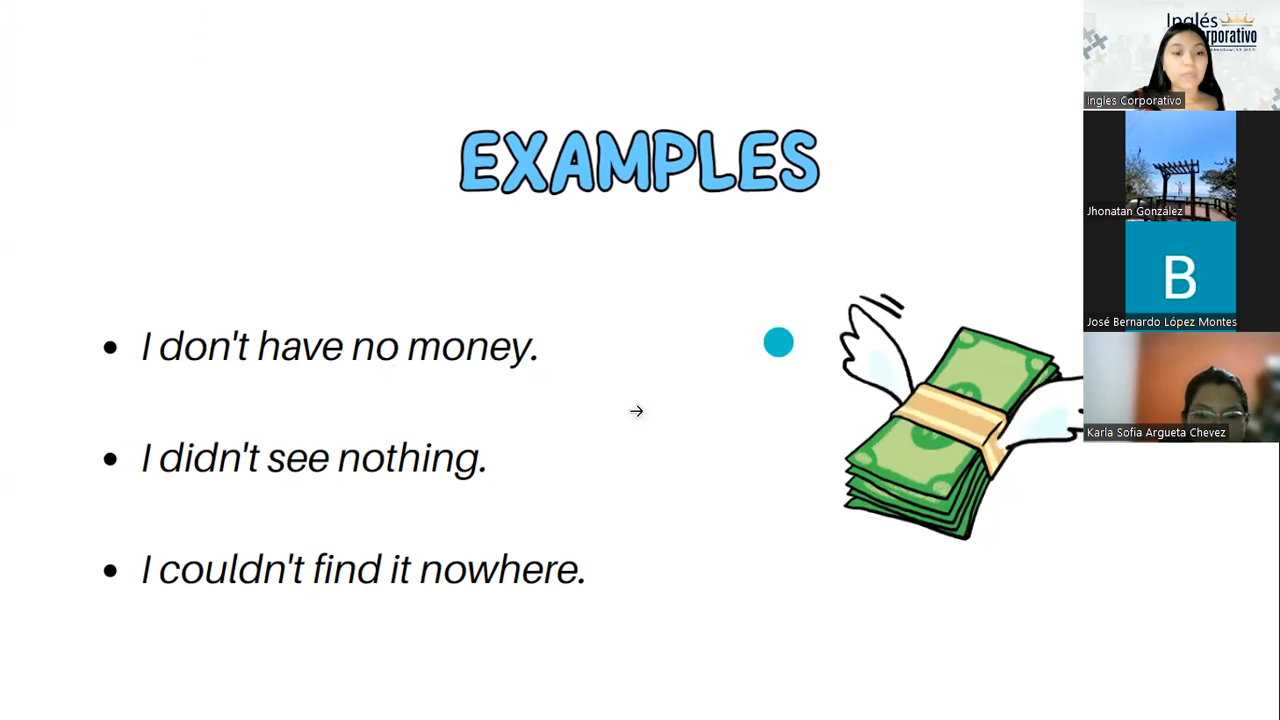 EXAMPLES
• I don't have no money.
• I didn't see nothing.
• I couldn't find it nowhere.
Inglés
rporativo
Ingles Corporativo
Jhonatan González
B
José Bernardo López Montes
Karla Sofia Argueta Chevez